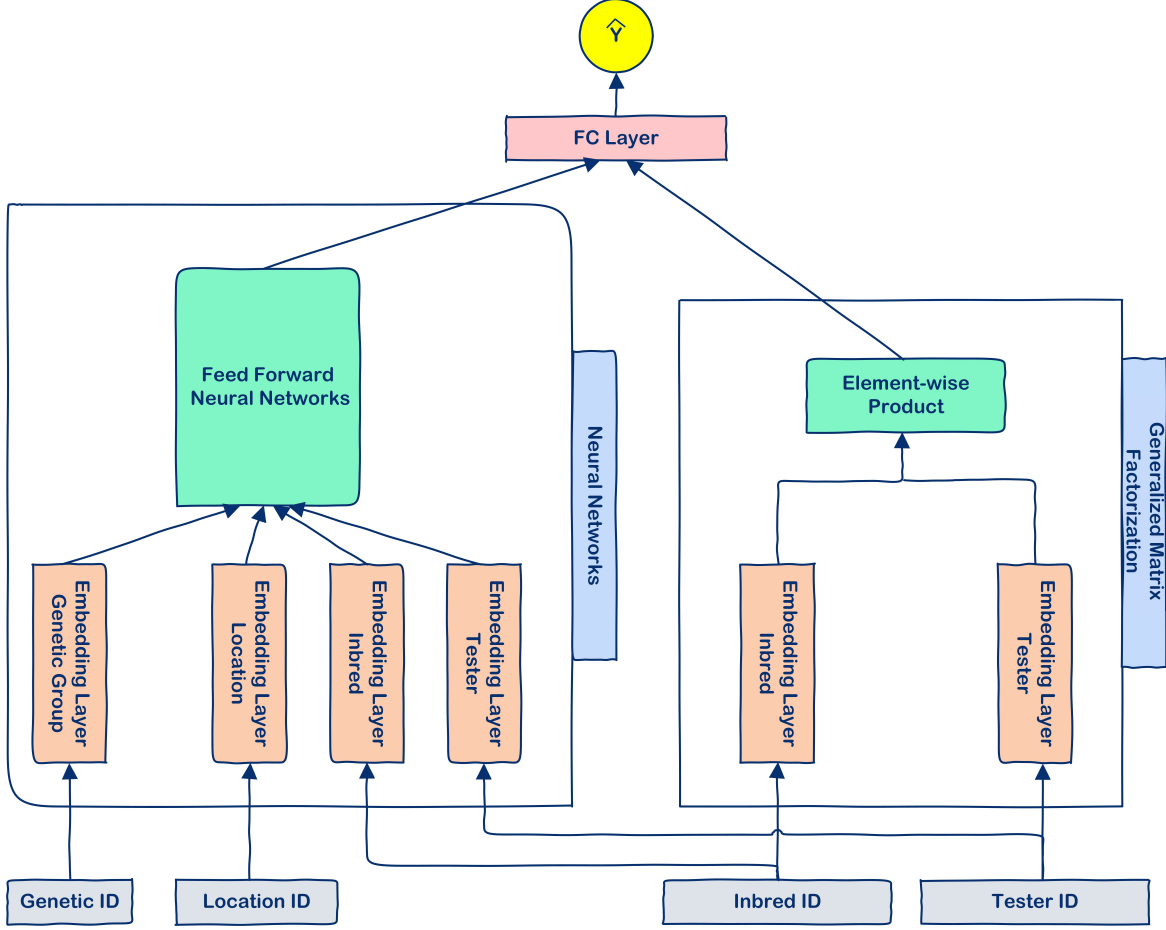 Ŷ
FC Layer
Feed Forward
Neural Networks
Neural Networks
Element-wise
Product
Generalized Matrix
Factorization
Embedding Layer
Genetic Group
Embedding Layer
Location
Embedding Layer
Inbred
Embedding Layer
Tester
Embedding Layer
Inbred
Embedding Layer
Tester
Genetic ID
Location ID
Inbred ID
Tester ID